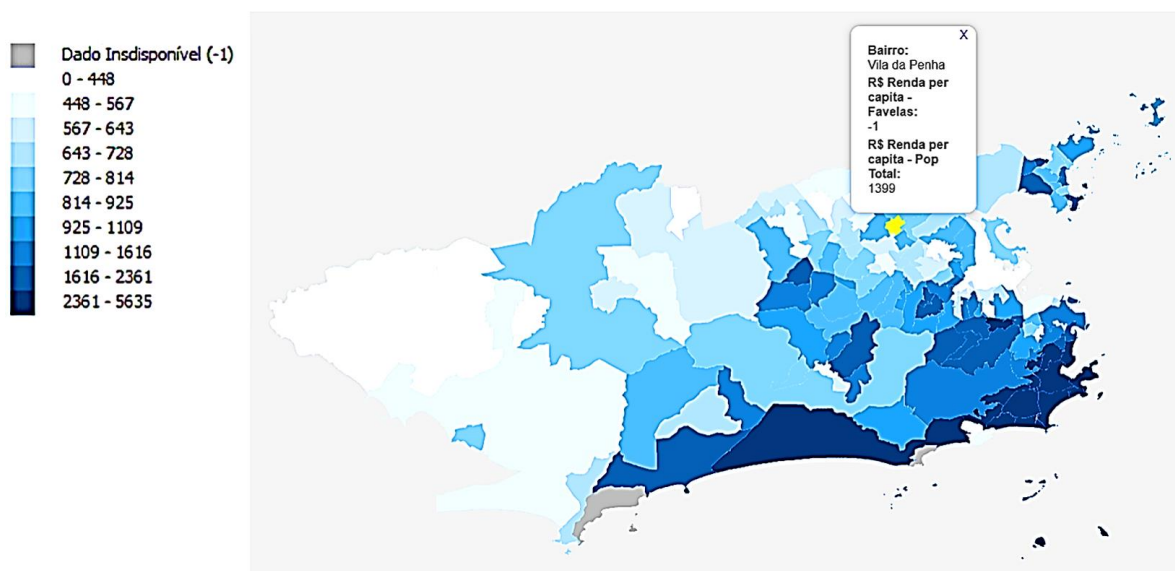 Dado Insdisponível (-1)
0 - 448
448 - 567
567 - 643
643 - 728
728 - 814
814 - 925
925 - 1109
1109 - 1616
1616 - 2361
2361 - 5635
X
Bairro:
Vila da Penha
R$ Renda per
capita -
Favelas:
-1
R$ Renda per
capita - Pop
Total:
1399